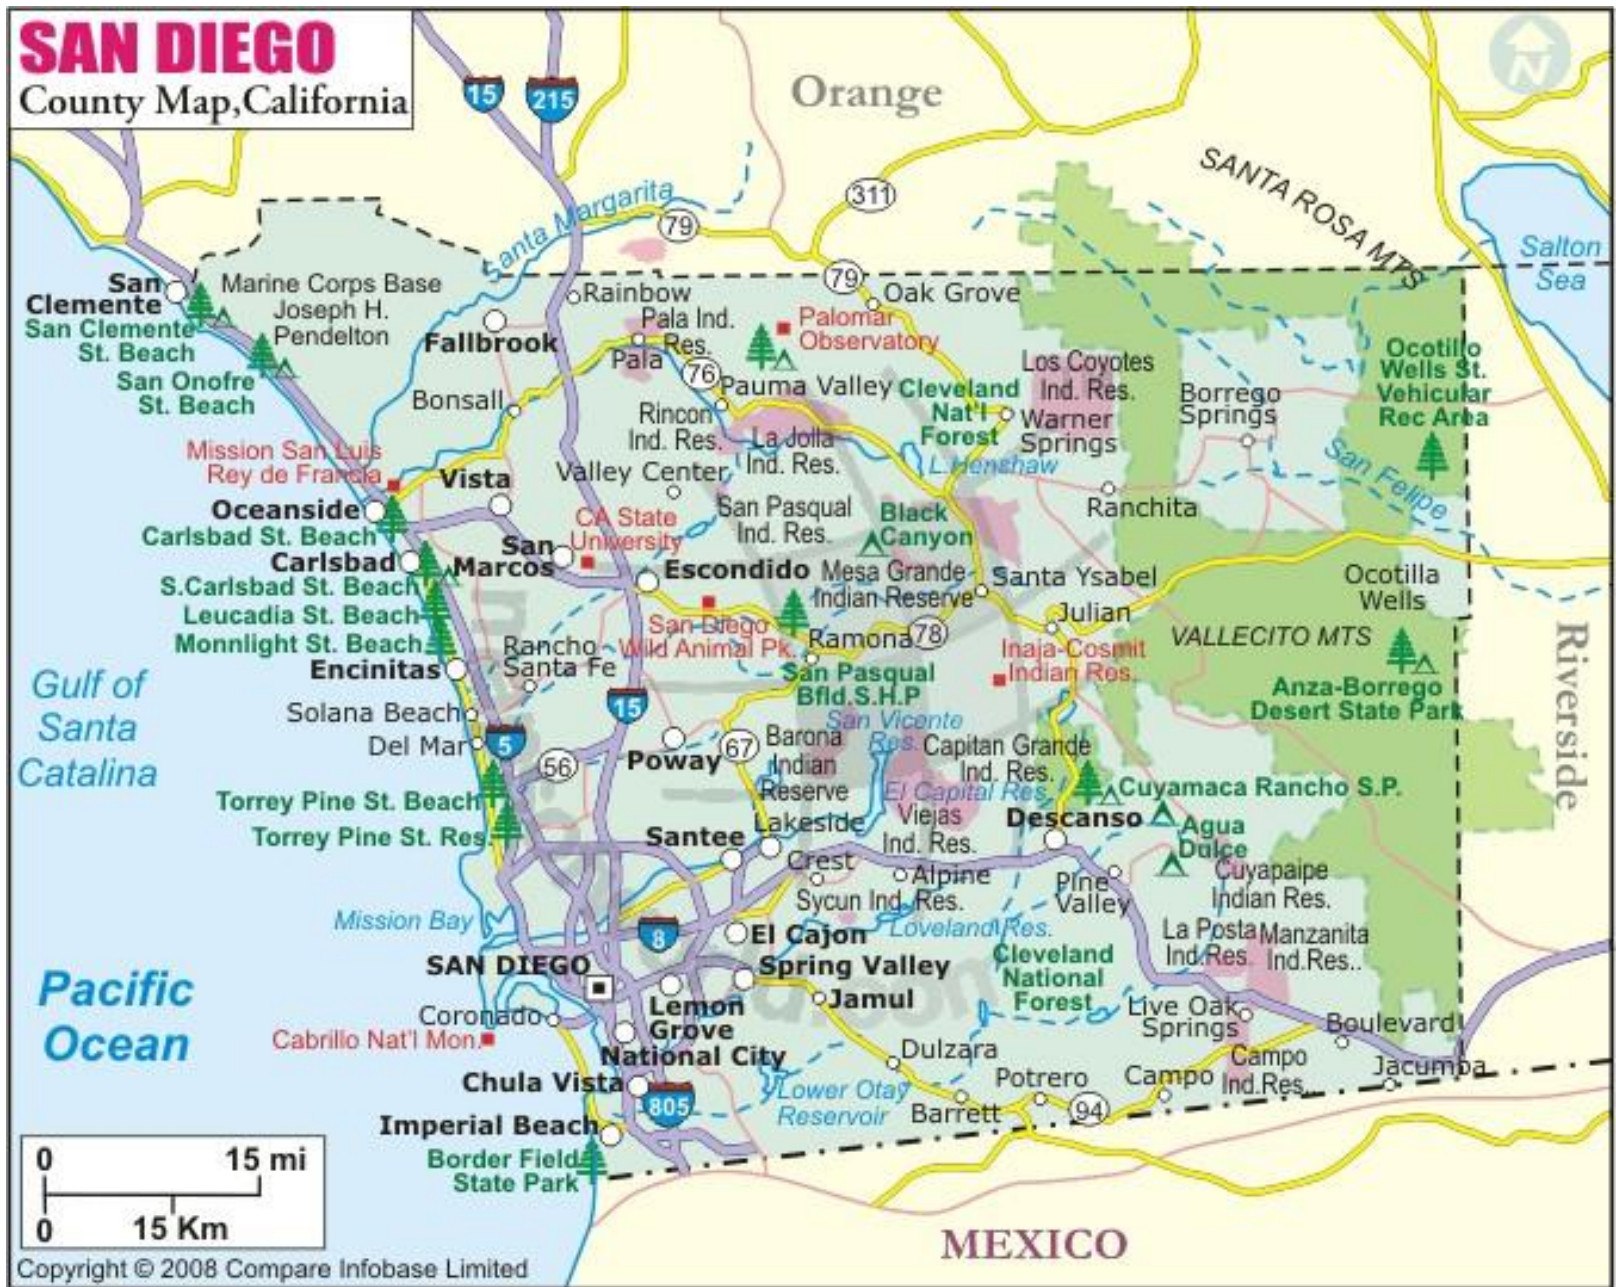 SAN DIEGO
County Map,California
15
215
Orange
N
SANTA ROSA MTS
311
Santa Margarita
79
Salton
Sea
79
San
Clemente
Marine Corps Base
Joseph H.
Pendelton
San Clemente
St. Beach
San Onofre
St. Beach
Rainbow
Oak Grove
Fallbrook
Pala Ind.
Res.
Pala
Palomar
Observatory
76
Pauma Valley
Cleveland
Nat'l
Forest
Los Coyotes
Ind. Res.
Warner
Springs
Borrego
Springs
Ocotillo
Wells St.
Vehicular
Rec Area
Bonsall
Rincon
Ind. Res.
La Jolla
Ind. Res.
Mission San Luis
Rey de Francia
Vista
Valley Center
L.Henshaw
San Felipe
Oceanside
Carlsbad St. Beach
CA State
University
San Pasqual
Ind. Res.
Black
Canyon
Ranchita
Carlsbad
San
Marcos
Escondido
Mesa Grande
Indian Reserve
Santa Ysabel
Ocotilla
Wells
S.Carlsbad St. Beach
Leucadia St. Beach
Monnlight St. Beach
Encinitas
Rancho
Santa Fe
San Diego
Wild Animal Pk.
Ramona
78
Julian
VALLECITO MTS
Inaja-Cosmit
Indian Res.
San Pasqual
Bfld.S.H.P
Anza-Borrego
Desert State Park
Riverside
Gulf of
Santa
Catalina
Solana Beach
Del Mar
5
15
56
Poway
67
Barona
Indian
Reserve
San Vicente
Res.
Capitan Grande
Ind. Res.
El Capital Res.
Cuyamaca Rancho S.P.
Torrey Pine St. Beach
Torrey Pine St. Res.
Santee
Lakeside
Viejas
Ind. Res.
Descanso
Agua
Dulce
Crest
Alpine
Sycun Ind. Res.
Pine
Valley
Cuyapaipe
Indian Res.
Mission Bay
8
El Cajon
Loveland Res.
La Posta
Ind.Res.
Manzanita
Ind.Res..
SAN DIEGO
Spring Valley
Cleveland
National
Forest
Pacific
Ocean
Coronado
Lemon
Grove
Jamul
Live Oak
Springs
Cabrillo Nat'l Mon.
National City
Dulzara
Boulevard
Chula Vista
805
Lower Otay
Reservoir
Potrero
Campo
Campo
Ind.Res..
Jacumba
Barrett
94
Imperial Beach
Border Field
State Park
0
15 mi
0
15 Km
MEXICO
Copyright © 2008 Compare Infobase Limited